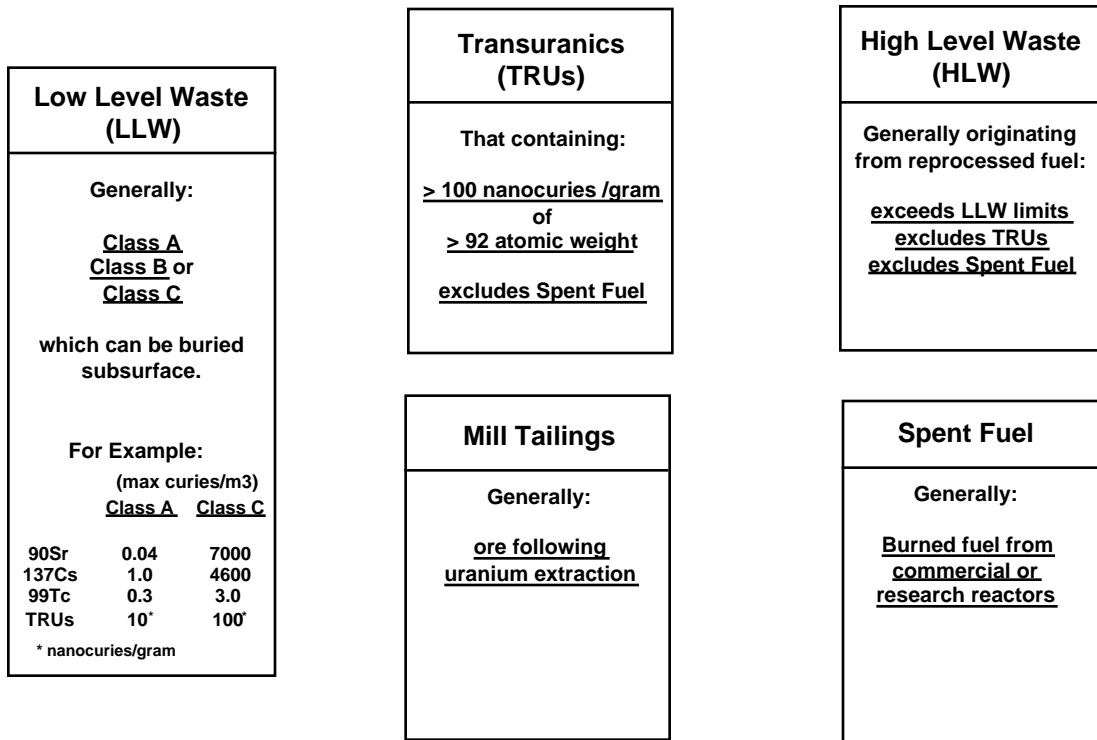 Low Level Waste
(LLW)
Generally:
Class A
Class B or
Class C
which can be buried
subsurface.
For Example:
(max curies/m3)
Class A Class C
90Sr 0.04 7000
137Cs 1.0 4600
99Tc 0.3 3.0
TRUs 10* 100*
* nanocuries/gram
Transuranics
(TRUs)
That containing:
> 100 nanocuries /gram
of
> 92 atomic weight
excludes Spent Fuel
High Level Waste
(HLW)
Generally originating
from reprocessed fuel:
exceeds LLW limits
excludes TRUs
excludes Spent Fuel
Mill Tailings
Generally:
ore following
uranium extraction
Spent Fuel
Generally:
Burned fuel from
commercial or
research reactors